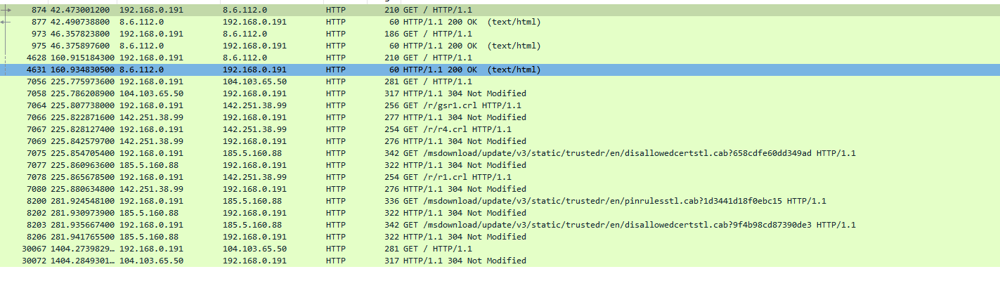 874 42.473001200 192.168.0.191 8.6.112.0 HTTP 210 GET / HTTP/1.1
877 42.490738800 8.6.112.0 192.168.0.191 HTTP 60 HTTP/1.1 200 OK (text/html)
973 46.357823800 192.168.0.191 8.6.112.0 HTTP 186 GET / HTTP/1.1
975 46.375897600 8.6.112.0 192.168.0.191 HTTP 60 HTTP/1.1 200 OK (text/html)
4628 160.915184300 192.168.0.191 8.6.112.0 HTTP 210 GET / HTTP/1.1
4631 160.934830500 8.6.112.0 192.168.0.191 HTTP 60 HTTP/1.1 200 OK (text/html)
7056 225.775973600 192.168.0.191 104.103.65.50 HTTP 281 GET / HTTP/1.1
7058 225.786208900 104.103.65.50 192.168.0.191 HTTP 317 HTTP/1.1 304 Not Modified
7064 225.807738000 192.168.0.191 142.251.38.99 HTTP 256 GET /r/gsr1.crl HTTP/1.1
7066 225.822871600 142.251.38.99 192.168.0.191 HTTP 277 HTTP/1.1 304 Not Modified
7067 225.828127400 192.168.0.191 142.251.38.99 HTTP 254 GET /r/r4.crl HTTP/1.1
7069 225.842579700 142.251.38.99 192.168.0.191 HTTP 276 HTTP/1.1 304 Not Modified
7075 225.854705400 192.168.0.191 185.5.160.88 HTTP 342 GET /msdownload/update/v3/static/trustedr/en/disallowedcertstl.cab?658cdfe60dd349ad HTTP/1.1
7077 225.860963600 185.5.160.88 192.168.0.191 HTTP 322 HTTP/1.1 304 Not Modified
7078 225.865678500 192.168.0.191 142.251.38.99 HTTP 254 GET /r/r1.crl HTTP/1.1
7080 225.880634800 142.251.38.99 192.168.0.191 HTTP 276 HTTP/1.1 304 Not Modified
8200 281.924548100 192.168.0.191 185.5.160.88 HTTP 336 GET /msdownload/update/v3/static/trustedr/en/pinrulesstl.cab?1d3441d18f0ebc15 HTTP/1.1
8202 281.930973900 185.5.160.88 192.168.0.191 HTTP 322 HTTP/1.1 304 Not Modified
8203 281.935667400 192.168.0.191 185.5.160.88 HTTP 342 GET /msdownload/update/v3/static/trustedr/en/disallowedcertstl.cab?9f4b98cd87390de3 HTTP/1.1
8206 281.941765500 185.5.160.88 192.168.0.191 HTTP 322 HTTP/1.1 304 Not Modified
30067 1404.2739829… 192.168.0.191 104.103.65.50 HTTP 281 GET / HTTP/1.1
30072 1404.2849301… 104.103.65.50 192.168.0.191 HTTP 317 HTTP/1.1 304 Not Modified